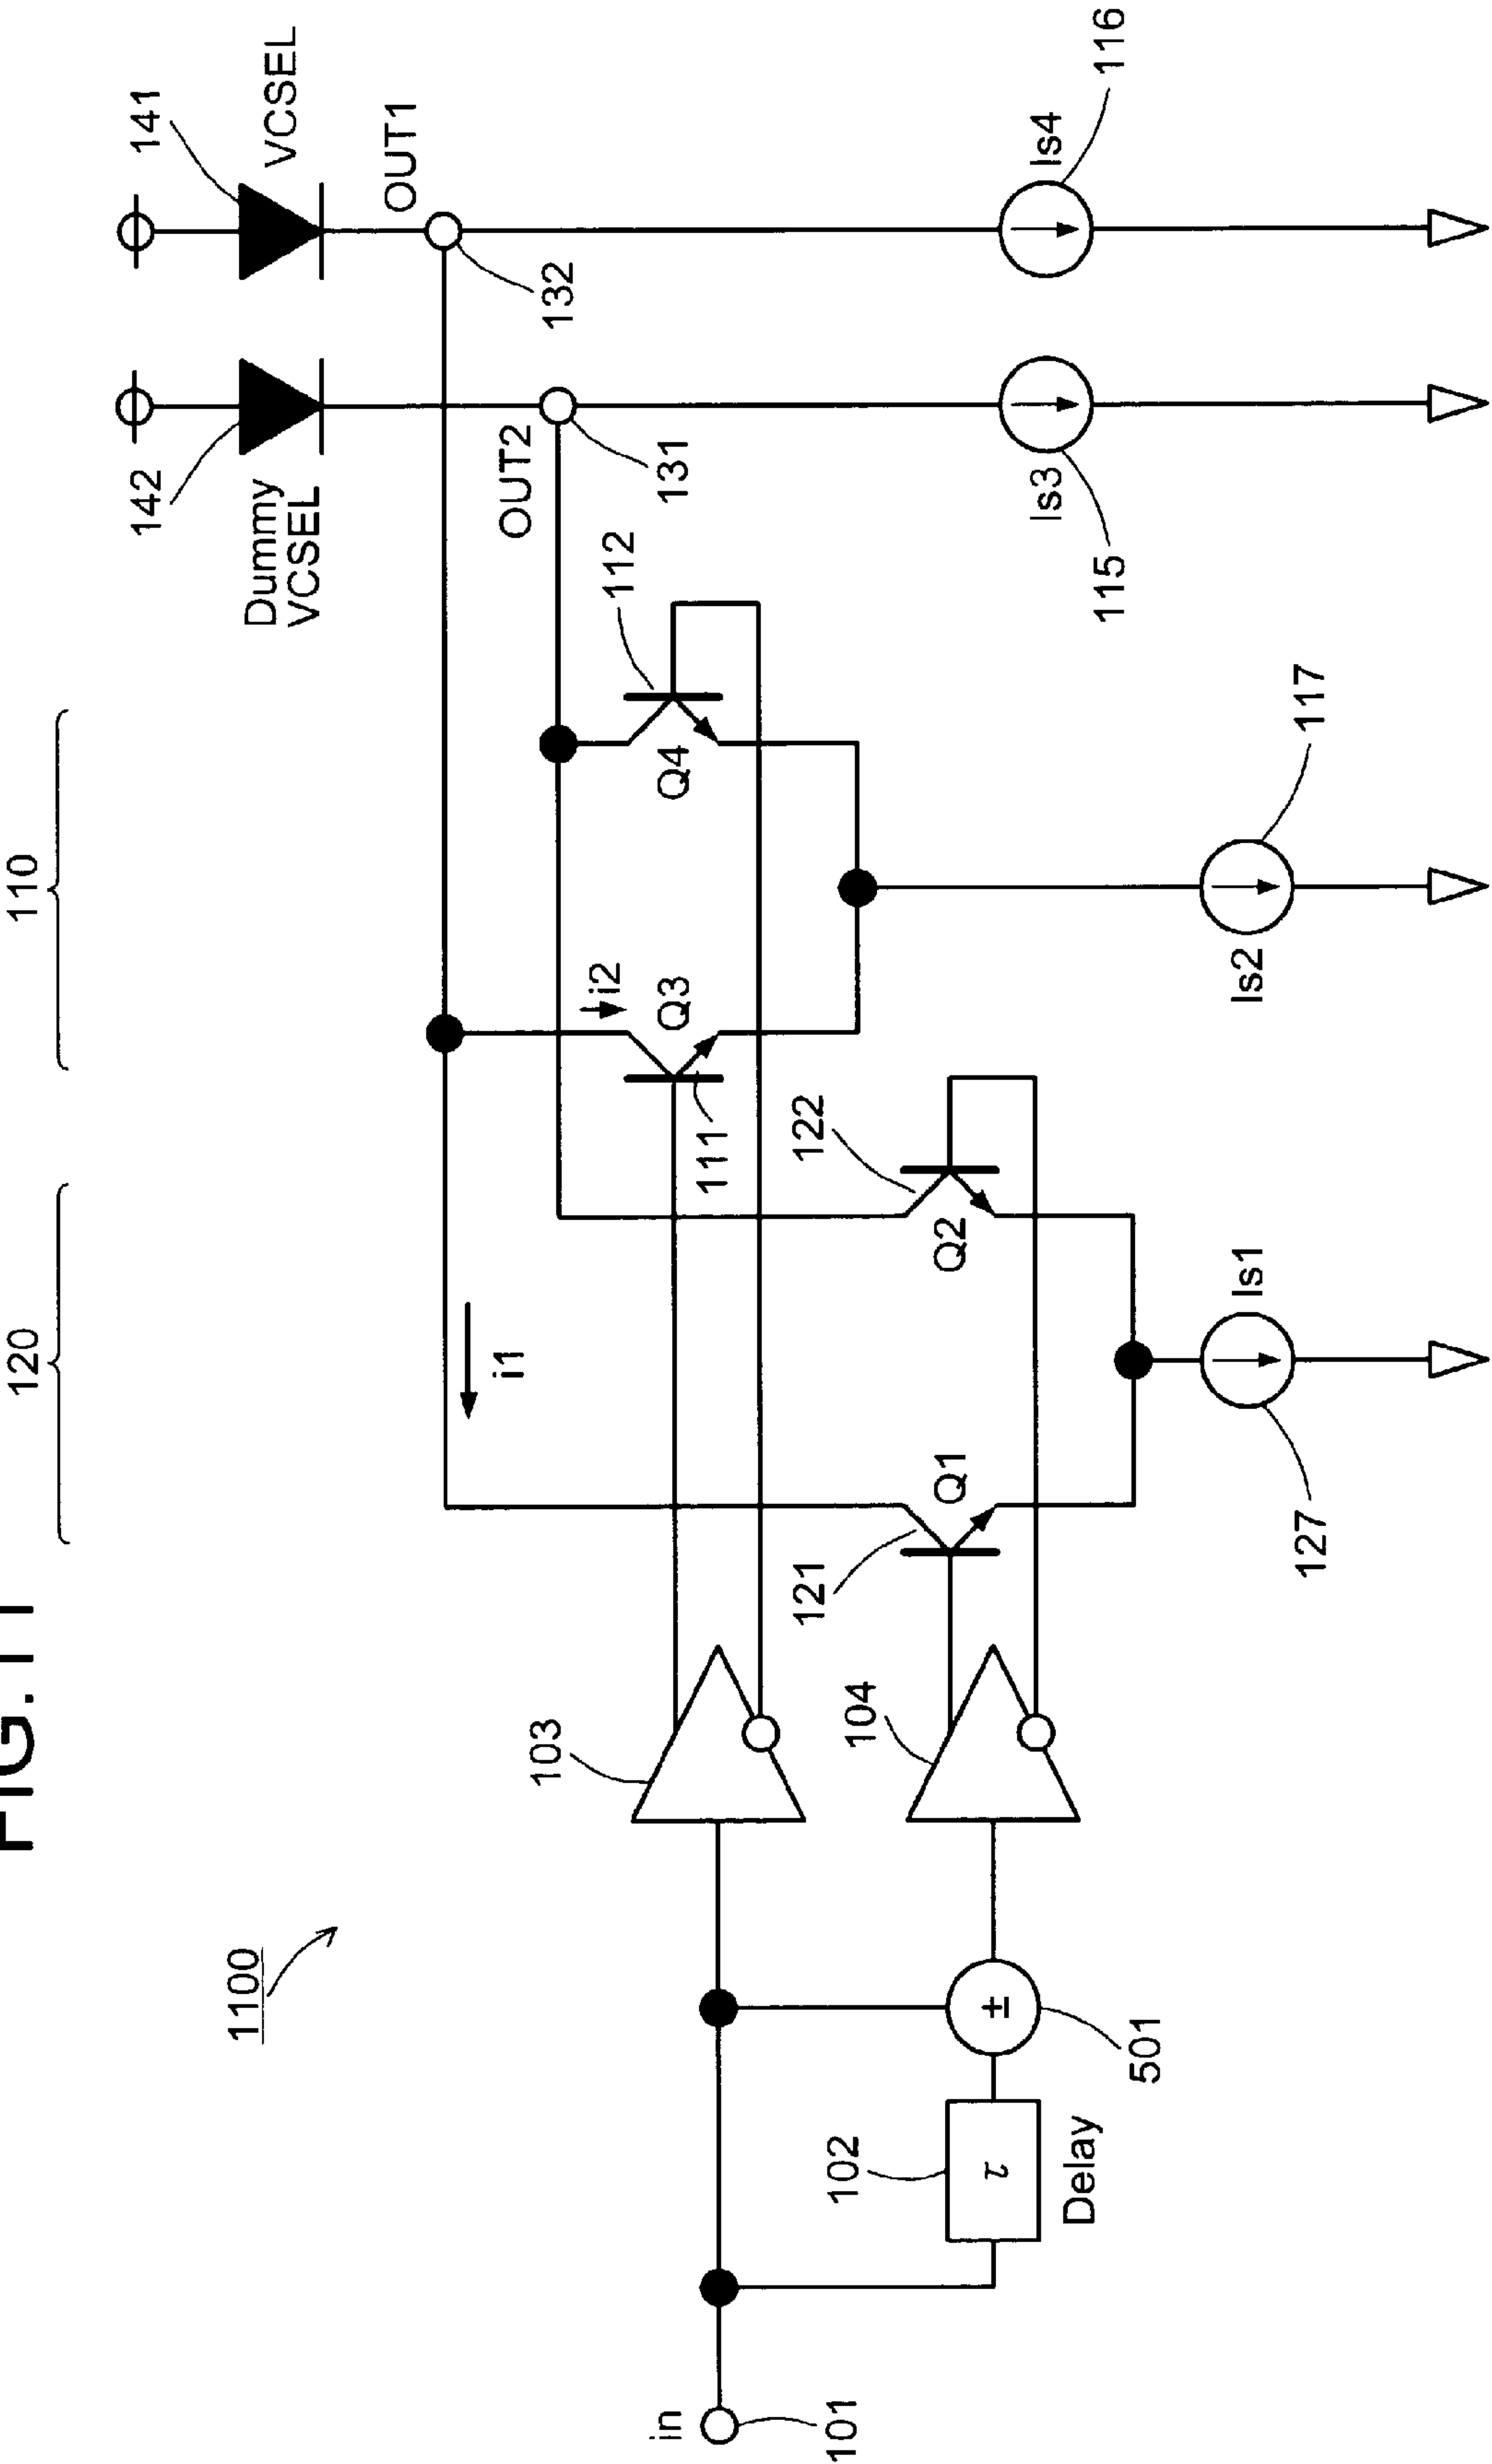 FIG. 11
1100
120
110
142
Dummy
VCSEL
141
VCSEL
OUT1
132
OUT2
131
i1
i2
112
Q4
Q3
111
103
104
122
Q2
121
Q1
in
101
102
τ
Delay
±
501
Is1
127
Is2
117
Is3
115
Is4
116